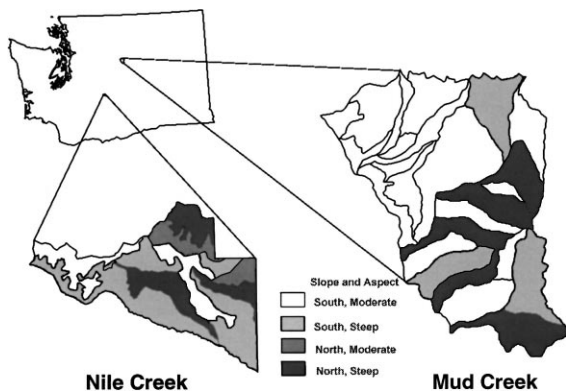 Slope and Aspect
South, Moderate
South, Steep
North, Moderate
North, Steep
Nile Creek
Mud Creek